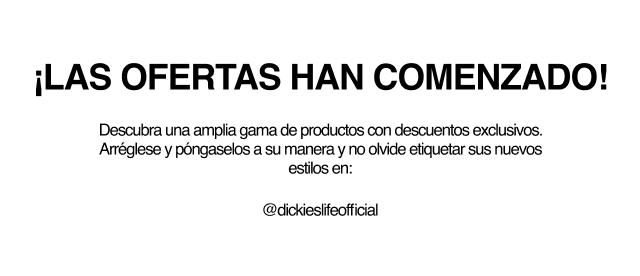 ¡LAS OFERTAS HAN COMENZADO!
Descubra una amplia gama de productos con descuentos exclusivos.
Arréglese y póngaselos a su manera y no olvide etiquetar sus nuevos
estilos en:
@dickieslifeofficial